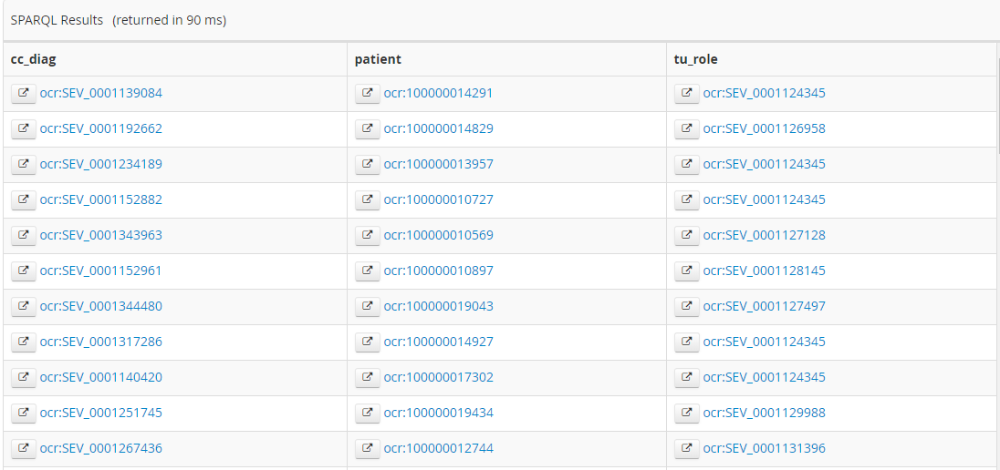 SPARQL Results (returned in 90 ms)
cc_diag patient tu_role
ocr:SEV_0001139084 ocr:100000014291 ocr:SEV_0001124345
ocr:SEV_0001192662 ocr:100000014829 ocr:SEV_0001126958
ocr:SEV_0001234189 ocr:100000013957 ocr:SEV_0001124345
ocr:SEV_0001152882 ocr:100000010727 ocr:SEV_0001124345
ocr:SEV_0001343963 ocr:100000010569 ocr:SEV_0001127128
ocr:SEV_0001152961 ocr:100000010897 ocr:SEV_0001128145
ocr:SEV_0001344480 ocr:100000019043 ocr:SEV_0001127497
ocr:SEV_0001317286 ocr:100000014927 ocr:SEV_0001124345
ocr:SEV_0001140420 ocr:100000017302 ocr:SEV_0001124345
ocr:SEV_0001251745 ocr:100000019434 ocr:SEV_0001129988
ocr:SEV_0001267436 ocr:100000012744 ocr:SEV_0001131396